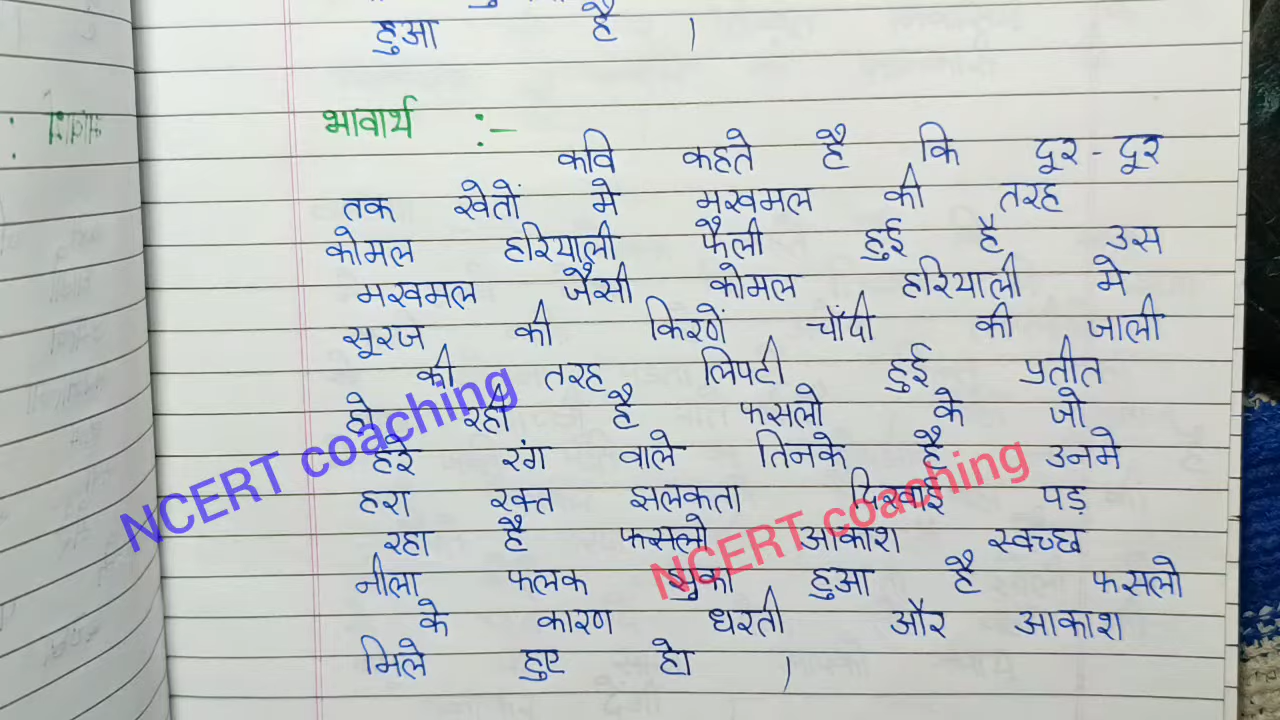 हुआ है ।
भावार्थ :-
कवि कहते है कि दूर-दूर
तक खेतों मे मखमल की तरह
कोमल हरियाली फैली हुई है उस
मखमल जैसी कोमल हरियाली मे
सूरज की किरणें चाँदी की जाली
की तरह लिपटी हुई प्रतीत
हो रही है फसलो के जो
हरे रंग वाले तिनके है उनमे
हरा रक्त झलकता दिखाई पड़
रहा है फसलो आकाश स्वच्छ
नीला फलक झुका हुआ है फसलो
के कारण धरती और आकाश
मिले हुए हो ।
NCERT coaching
NCERT coaching